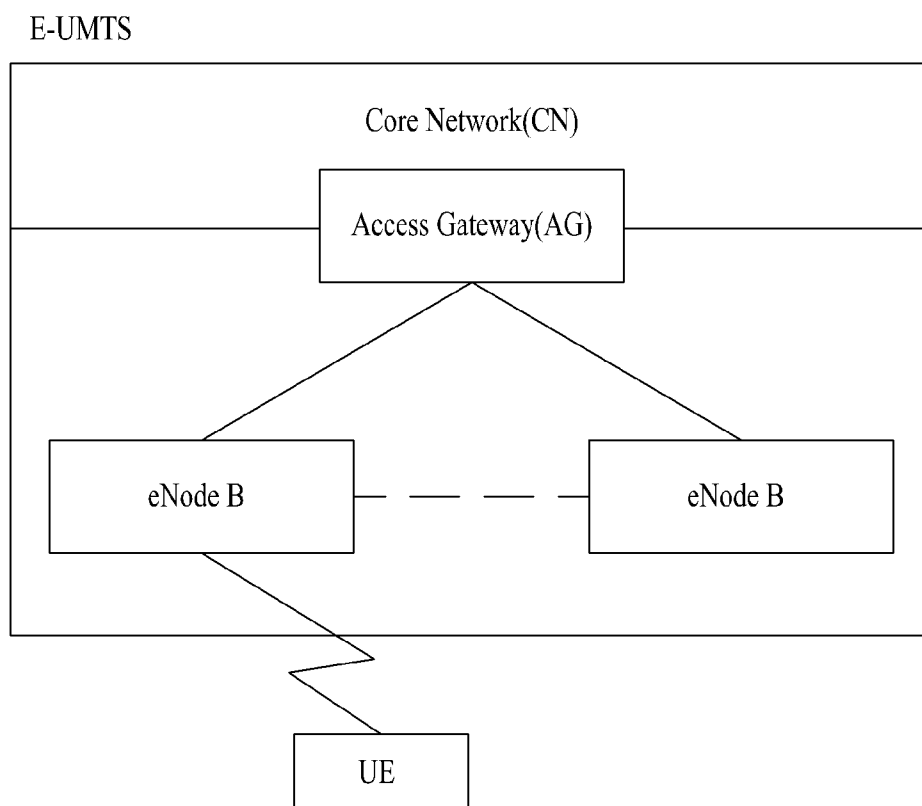 E-UMTS
Core Network(CN)
Access Gateway(AG)
eNode B
eNode B
UE